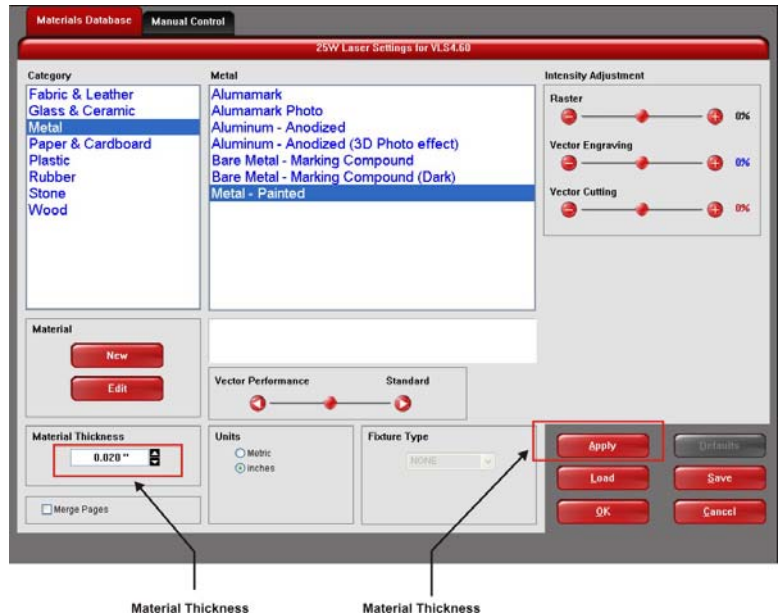 Materials Database
Manual Control
25W Laser Settings for VLS4.60
Category
Fabric & Leather
Glass & Ceramic
Metal
Paper & Cardboard
Plastic
Rubber
Stone
Wood
Metal
Alumamark
Alumamark Photo
Aluminum - Anodized
Aluminum - Anodized (3D Photo effect)
Bare Metal - Marking Compound
Bare Metal - Marking Compound (Dark)
Metal - Painted
Intensity Adjustment
Raster
0%
Vector Engraving
0%
Vector Cutting
0%
Material
New
Edit
Vector Performance
Standard
Material Thickness
0.020 "
Merge Pages
Units
Metric
inches
Fixture Type
NONE
Apply
Defaults
Load
Save
OK
Cancel
Material Thickness
Material Thickness